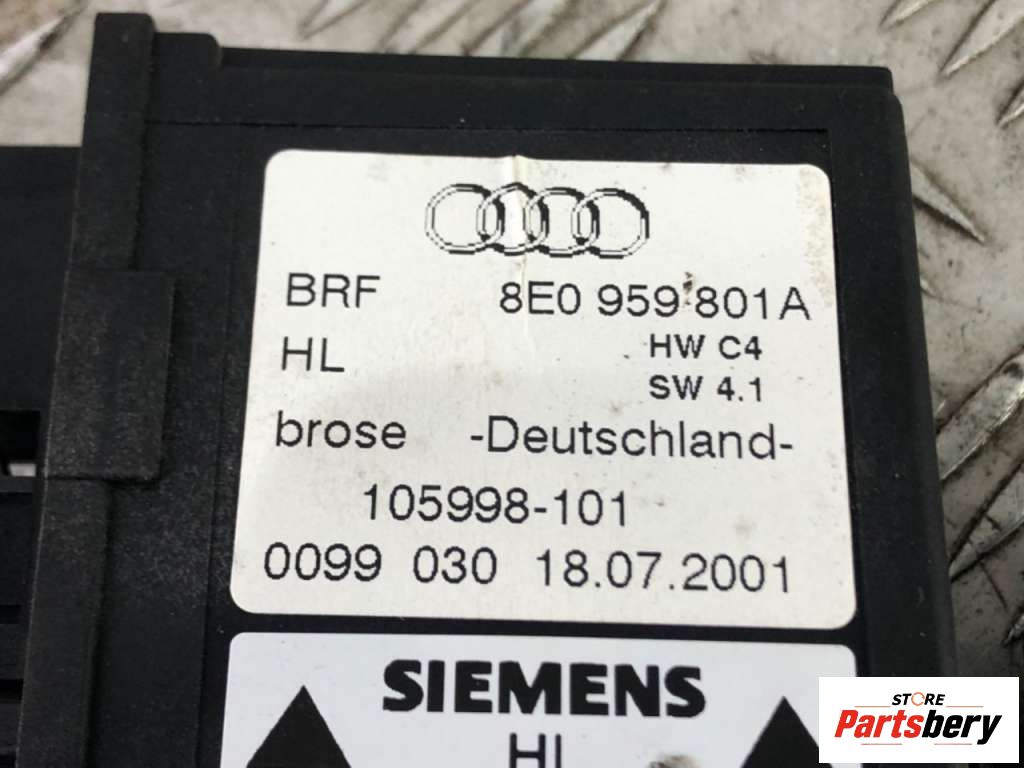 BRF 8E0 959 801A
HL HW C4
SW 4.1
brose -Deutschland-
105998-101
0099 030 18.07.2001
SIEMENS
HL
STORE
Partsbery